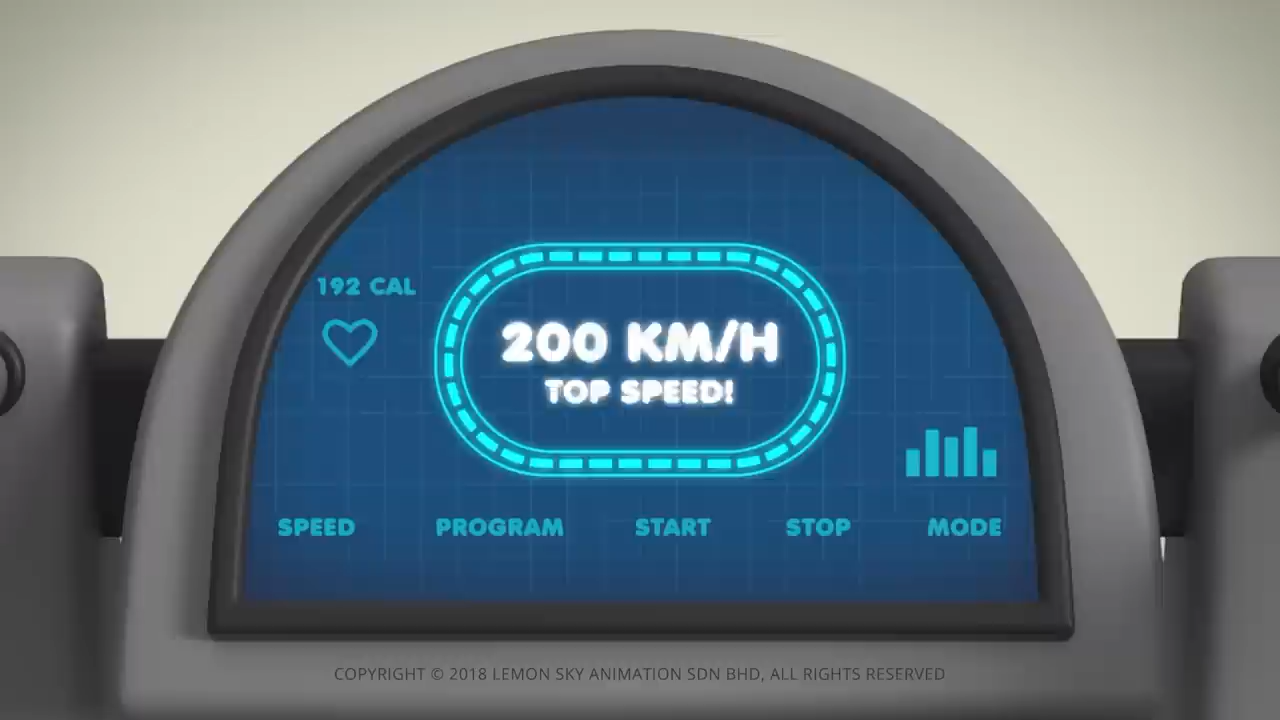 192 CAL
200 KM/H
TOP SPEED!
SPEED PROGRAM START STOP MODE
COPYRIGHT © 2018 LEMON SKY ANIMATION SDN BHD, ALL RIGHTS RESERVED